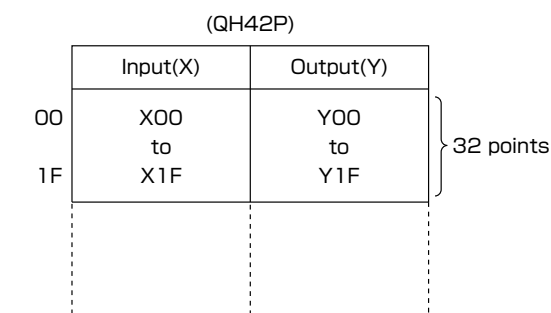 (QH42P)
Input(X) Output(Y)
00 X00 Y00
to to 32 points
1F X1F Y1F